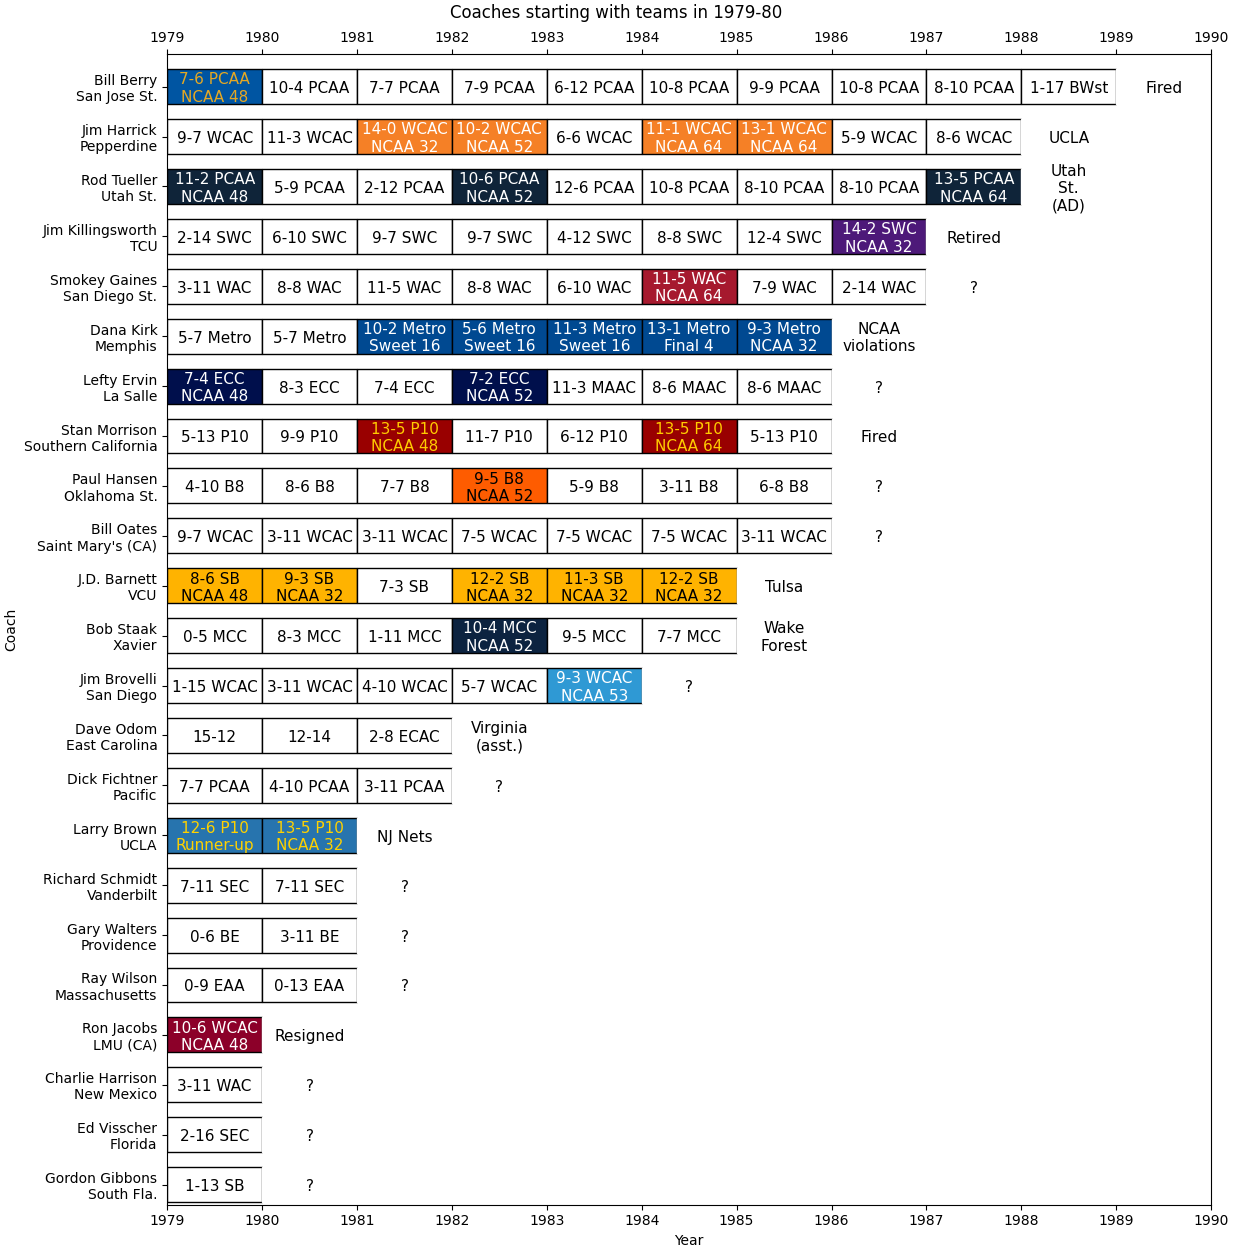 Coaches starting with teams in 1979-80
1979 1980 1981 1982 1983 1984 1985 1986 1987 1988 1989 1990
Bill Berry
San Jose St.
7-6 PCAA
NCAA 48
10-4 PCAA
7-7 PCAA
7-9 PCAA
6-12 PCAA
10-8 PCAA
9-9 PCAA
10-8 PCAA
8-10 PCAA
1-17 BWst
Fired
Jim Harrick
Pepperdine
9-7 WCAC
11-3 WCAC
14-0 WCAC
NCAA 32
10-2 WCAC
NCAA 52
6-6 WCAC
11-1 WCAC
NCAA 64
13-1 WCAC
NCAA 64
5-9 WCAC
8-6 WCAC
UCLA
Rod Tueller
Utah St.
11-2 PCAA
NCAA 48
5-9 PCAA
2-12 PCAA
10-6 PCAA
NCAA 52
12-6 PCAA
10-8 PCAA
8-10 PCAA
8-10 PCAA
13-5 PCAA
NCAA 64
Utah
St.
(AD)
Jim Killingsworth
TCU
2-14 SWC
6-10 SWC
9-7 SWC
9-7 SWC
4-12 SWC
8-8 SWC
12-4 SWC
14-2 SWC
NCAA 32
Retired
Smokey Gaines
San Diego St.
3-11 WAC
8-8 WAC
11-5 WAC
8-8 WAC
6-10 WAC
11-5 WAC
NCAA 64
7-9 WAC
2-14 WAC
?
Dana Kirk
Memphis
5-7 Metro
5-7 Metro
10-2 Metro
Sweet 16
5-6 Metro
Sweet 16
11-3 Metro
Sweet 16
13-1 Metro
Final 4
9-3 Metro
NCAA 32
NCAA
violations
Lefty Ervin
La Salle
7-4 ECC
NCAA 48
8-3 ECC
7-4 ECC
7-2 ECC
NCAA 52
11-3 MAAC
8-6 MAAC
8-6 MAAC
?
Stan Morrison
Southern California
5-13 P10
9-9 P10
13-5 P10
NCAA 48
11-7 P10
6-12 P10
13-5 P10
NCAA 64
5-13 P10
Fired
Paul Hansen
Oklahoma St.
4-10 B8
8-6 B8
7-7 B8
9-5 B8
NCAA 52
5-9 B8
3-11 B8
6-8 B8
?
Bill Oates
Saint Mary's (CA)
9-7 WCAC
3-11 WCAC
3-11 WCAC
7-5 WCAC
7-5 WCAC
7-5 WCAC
3-11 WCAC
?
J.D. Barnett
VCU
8-6 SB
NCAA 48
9-3 SB
NCAA 32
7-3 SB
12-2 SB
NCAA 32
11-3 SB
NCAA 32
12-2 SB
NCAA 32
Tulsa
Bob Staak
Xavier
0-5 MCC
8-3 MCC
1-11 MCC
10-4 MCC
NCAA 52
9-5 MCC
7-7 MCC
Wake
Forest
Jim Brovelli
San Diego
1-15 WCAC
3-11 WCAC
4-10 WCAC
5-7 WCAC
9-3 WCAC
NCAA 53
?
Dave Odom
East Carolina
15-12
12-14
2-8 ECAC
Virginia
(asst.)
Dick Fichtner
Pacific
7-7 PCAA
4-10 PCAA
3-11 PCAA
?
Larry Brown
UCLA
12-6 P10
Runner-up
13-5 P10
NCAA 32
NJ Nets
Richard Schmidt
Vanderbilt
7-11 SEC
7-11 SEC
?
Gary Walters
Providence
0-6 BE
3-11 BE
?
Ray Wilson
Massachusetts
0-9 EAA
0-13 EAA
?
Ron Jacobs
LMU (CA)
10-6 WCAC
NCAA 48
Resigned
Charlie Harrison
New Mexico
3-11 WAC
?
Ed Visscher
Florida
2-16 SEC
?
Gordon Gibbons
South Fla.
1-13 SB
?
Coach
1979 1980 1981 1982 1983 1984 1985 1986 1987 1988 1989 1990
Year